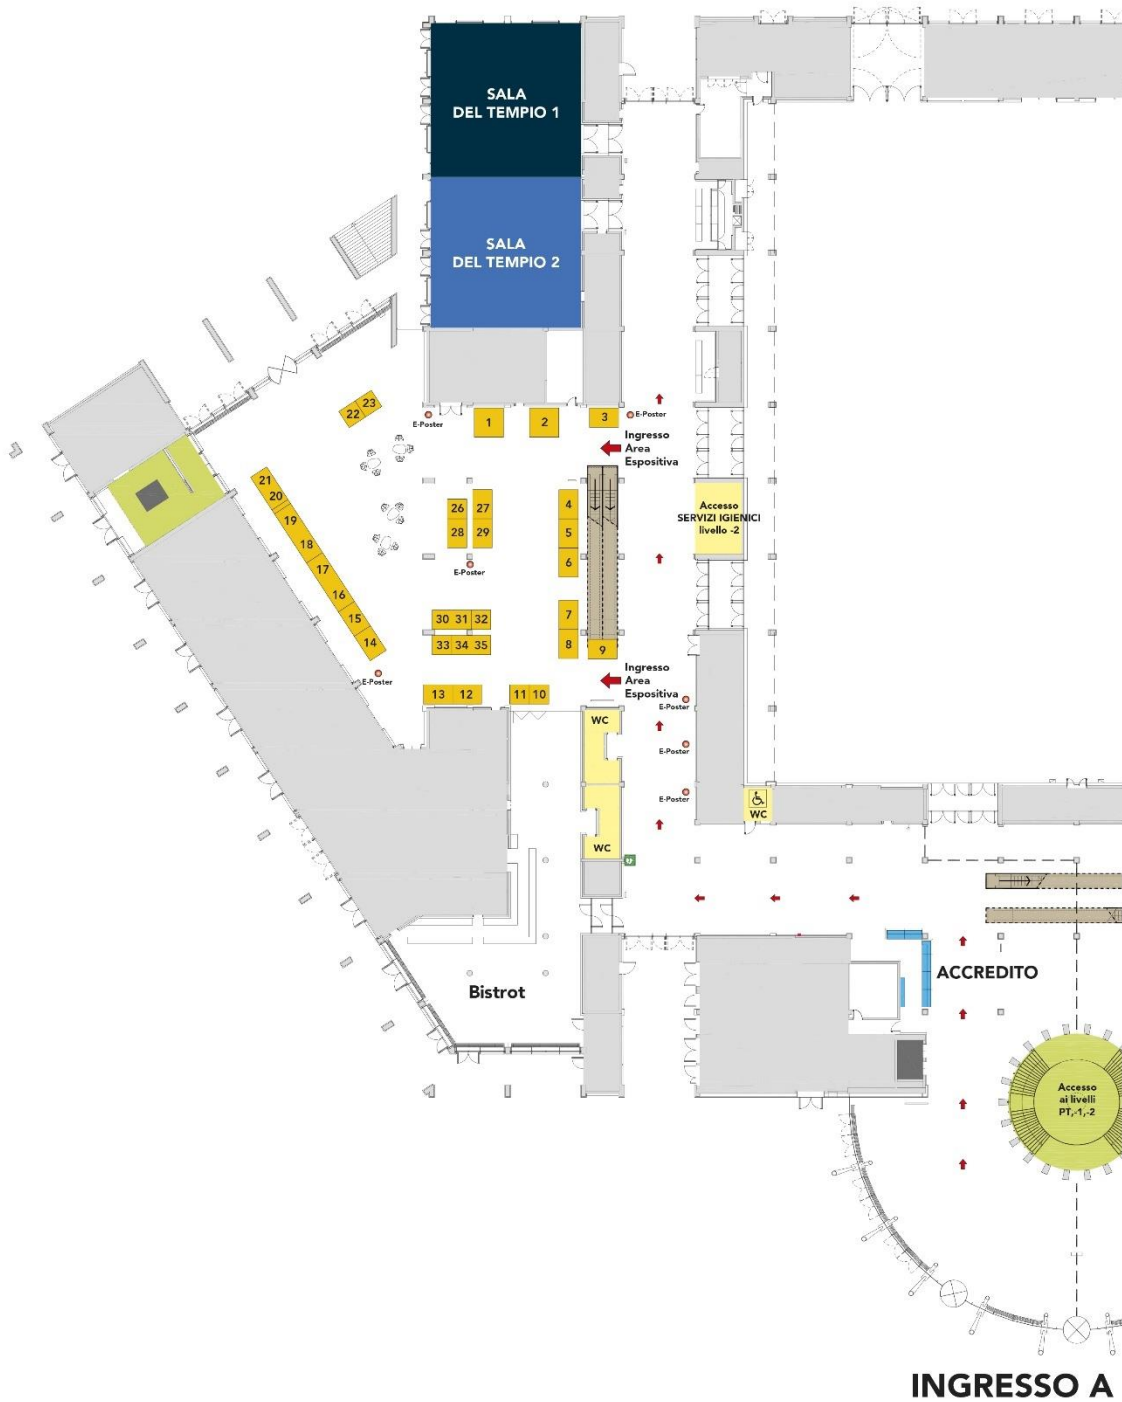 SALA
DEL TEMPIO 1
SALA
DEL TEMPIO 2
23
22
E-Poster
1
2
3
E-Poster
Ingresso
Area
Espositiva
21
20
19
18
17
16
15
14
26
27
28
29
4
5
6
Accesso
SERVIZI IGIENICI
livello -2
E-Poster
30
31
32
33
34
35
7
8
9
E-Poster
Ingresso
Area
Espositiva
13
12
11
10
E-Poster
WC
E-Poster
E-Poster
WC
WC
ACCREDITO
Bistrot
Accesso
ai livelli
PT,-1,-2
INGRESSO A